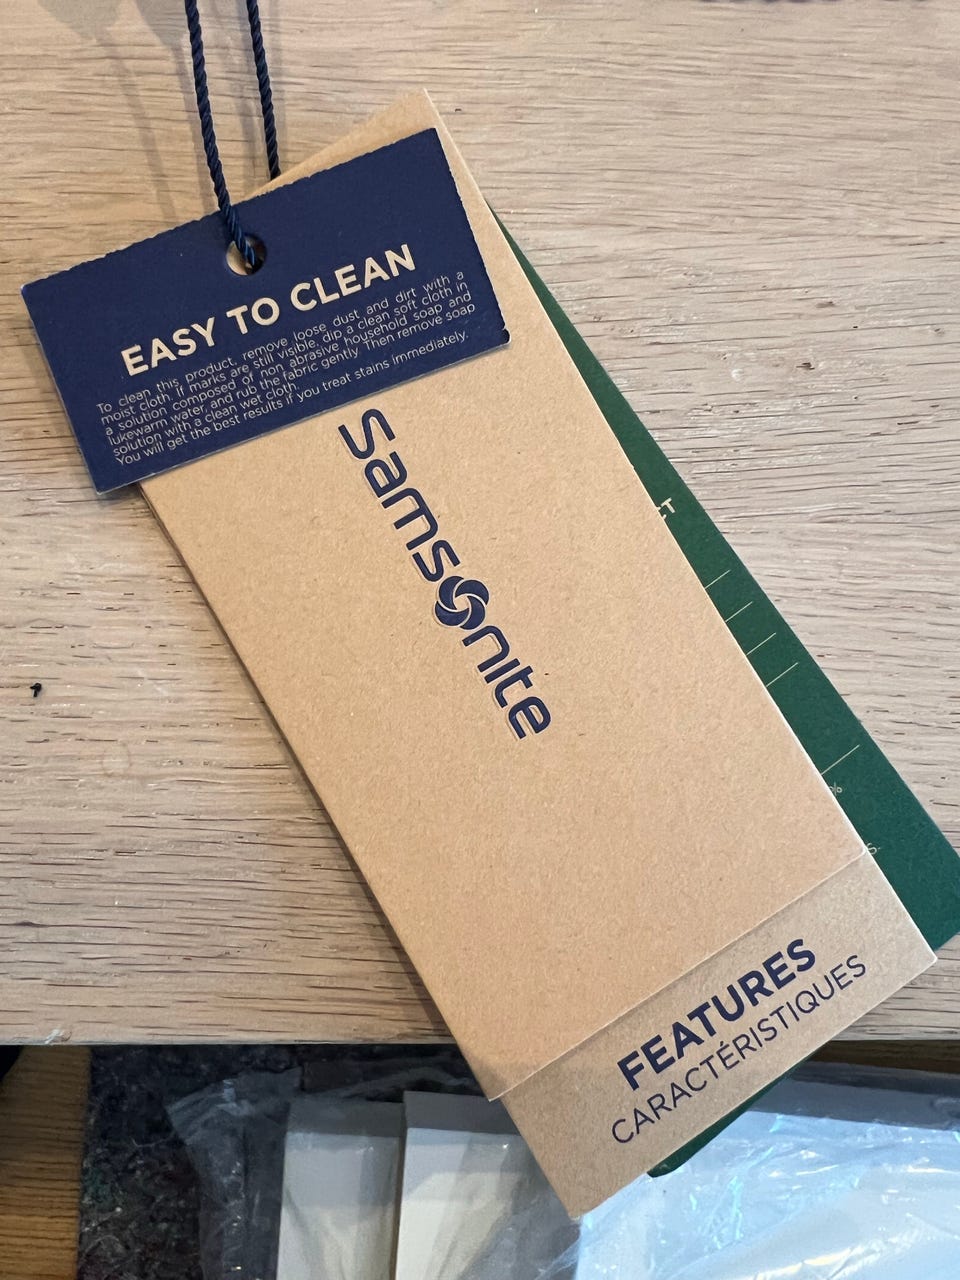 EASY TO CLEAN
To clean this product, remove loose dust and dirt with a
moist cloth. If marks are still visible, dip a clean soft cloth in
a solution composed of non abrasive household soap and
lukewarm water, and rub the fabric gently. Then remove soap
solution with a clean wet cloth.
You will get the best results if you treat stains immediately.
Samsonite
CT
%
S.
FEATURES
CARACTÉRISTIQUES